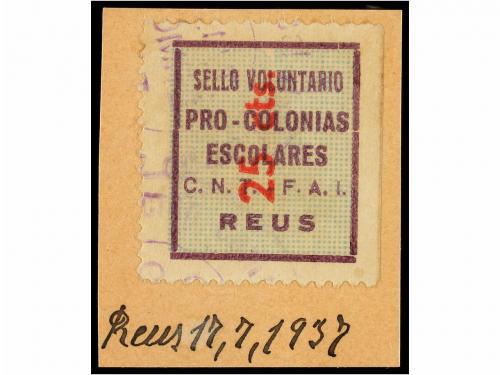 SELLO VOLUNTARIO
PRO-COLONIAS
ESCOLARES
C. N. T. F. A. I.
REUS
25 cts.
Reus 17, 7, 1937